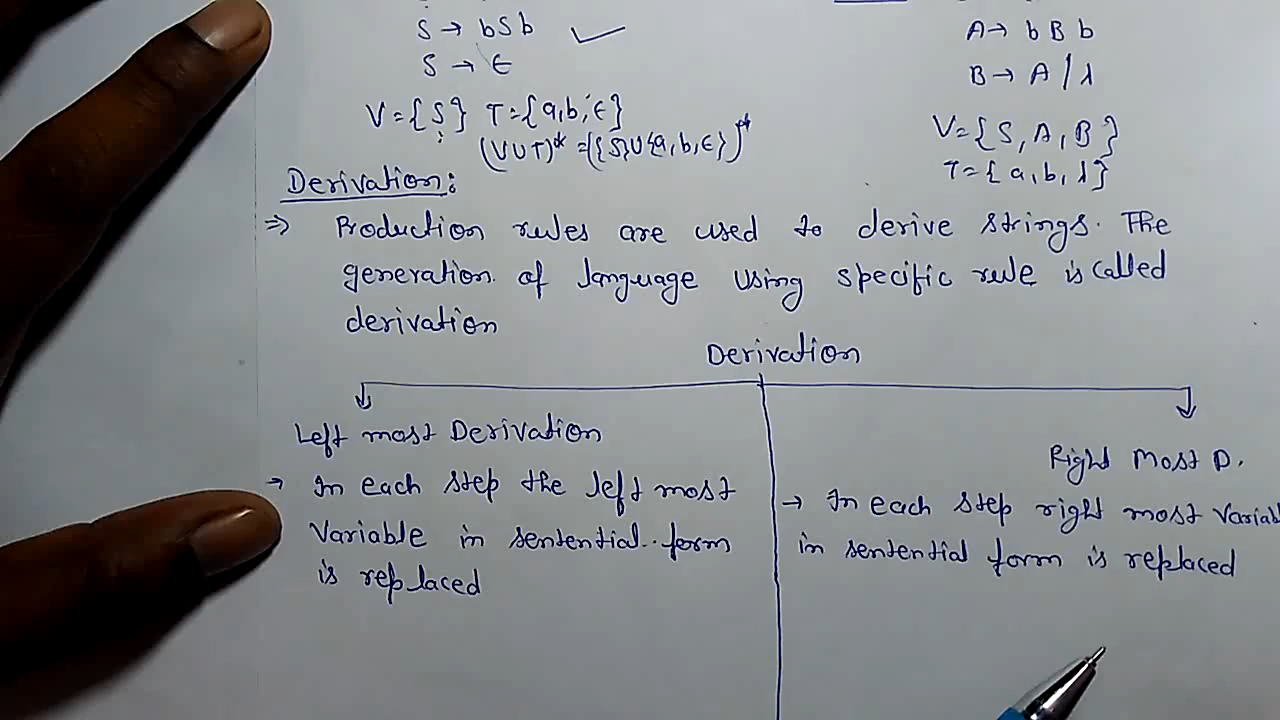 S → bSb ✓
S → ϵ
V={S} T={a,b,ϵ}
(VUT)* =({S}U{a,b,ϵ})*
A → bBb
B → A/λ
V={S,A,B}
T={a,b,λ}
Derivation:
⇒ Production rules are used to derive strings. The
generation of language using specific rule is called
derivation
Derivation
Left most Derivation
→ In each step the left most
Variable in sentential form
is replaced
Right Most D.
→ In each step right most Variabl
in sentential form is replaced